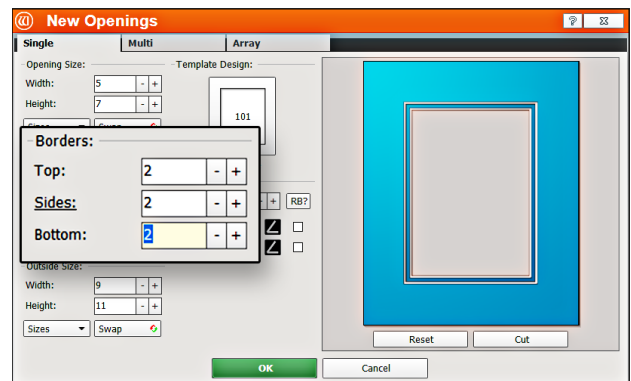 New Openings
? 
Single Multi Array
Opening Size: Template Design:
Width: 5 - +
Height: 7 - +
101
Swap
Borders:
Top: 2 - +
Sides: 2 - +
Bottom: 2 - +
+ RB?
Outside Size:
Width: 9 - +
Height: 11 - +
Sizes Swap
Reset Cut
OK Cancel